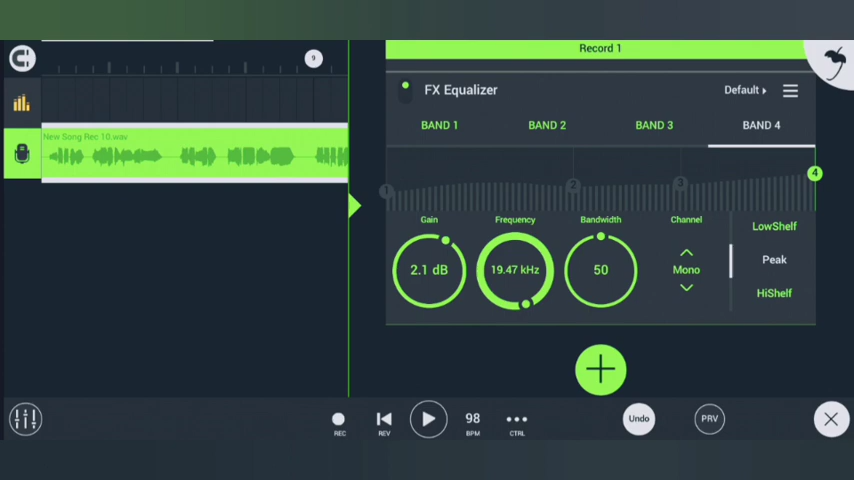 Record 1
9
FX Equalizer
Default
BAND 1
BAND 2
BAND 3
BAND 4
New Song Rec 10.wav
1
2
3
4
Gain
Frequency
Bandwidth
Channel
LowShelf
2.1 dB
19.47 kHz
50
Mono
Peak
HiShelf
98
Undo
PRV
REC
REV
BPM
CTRL